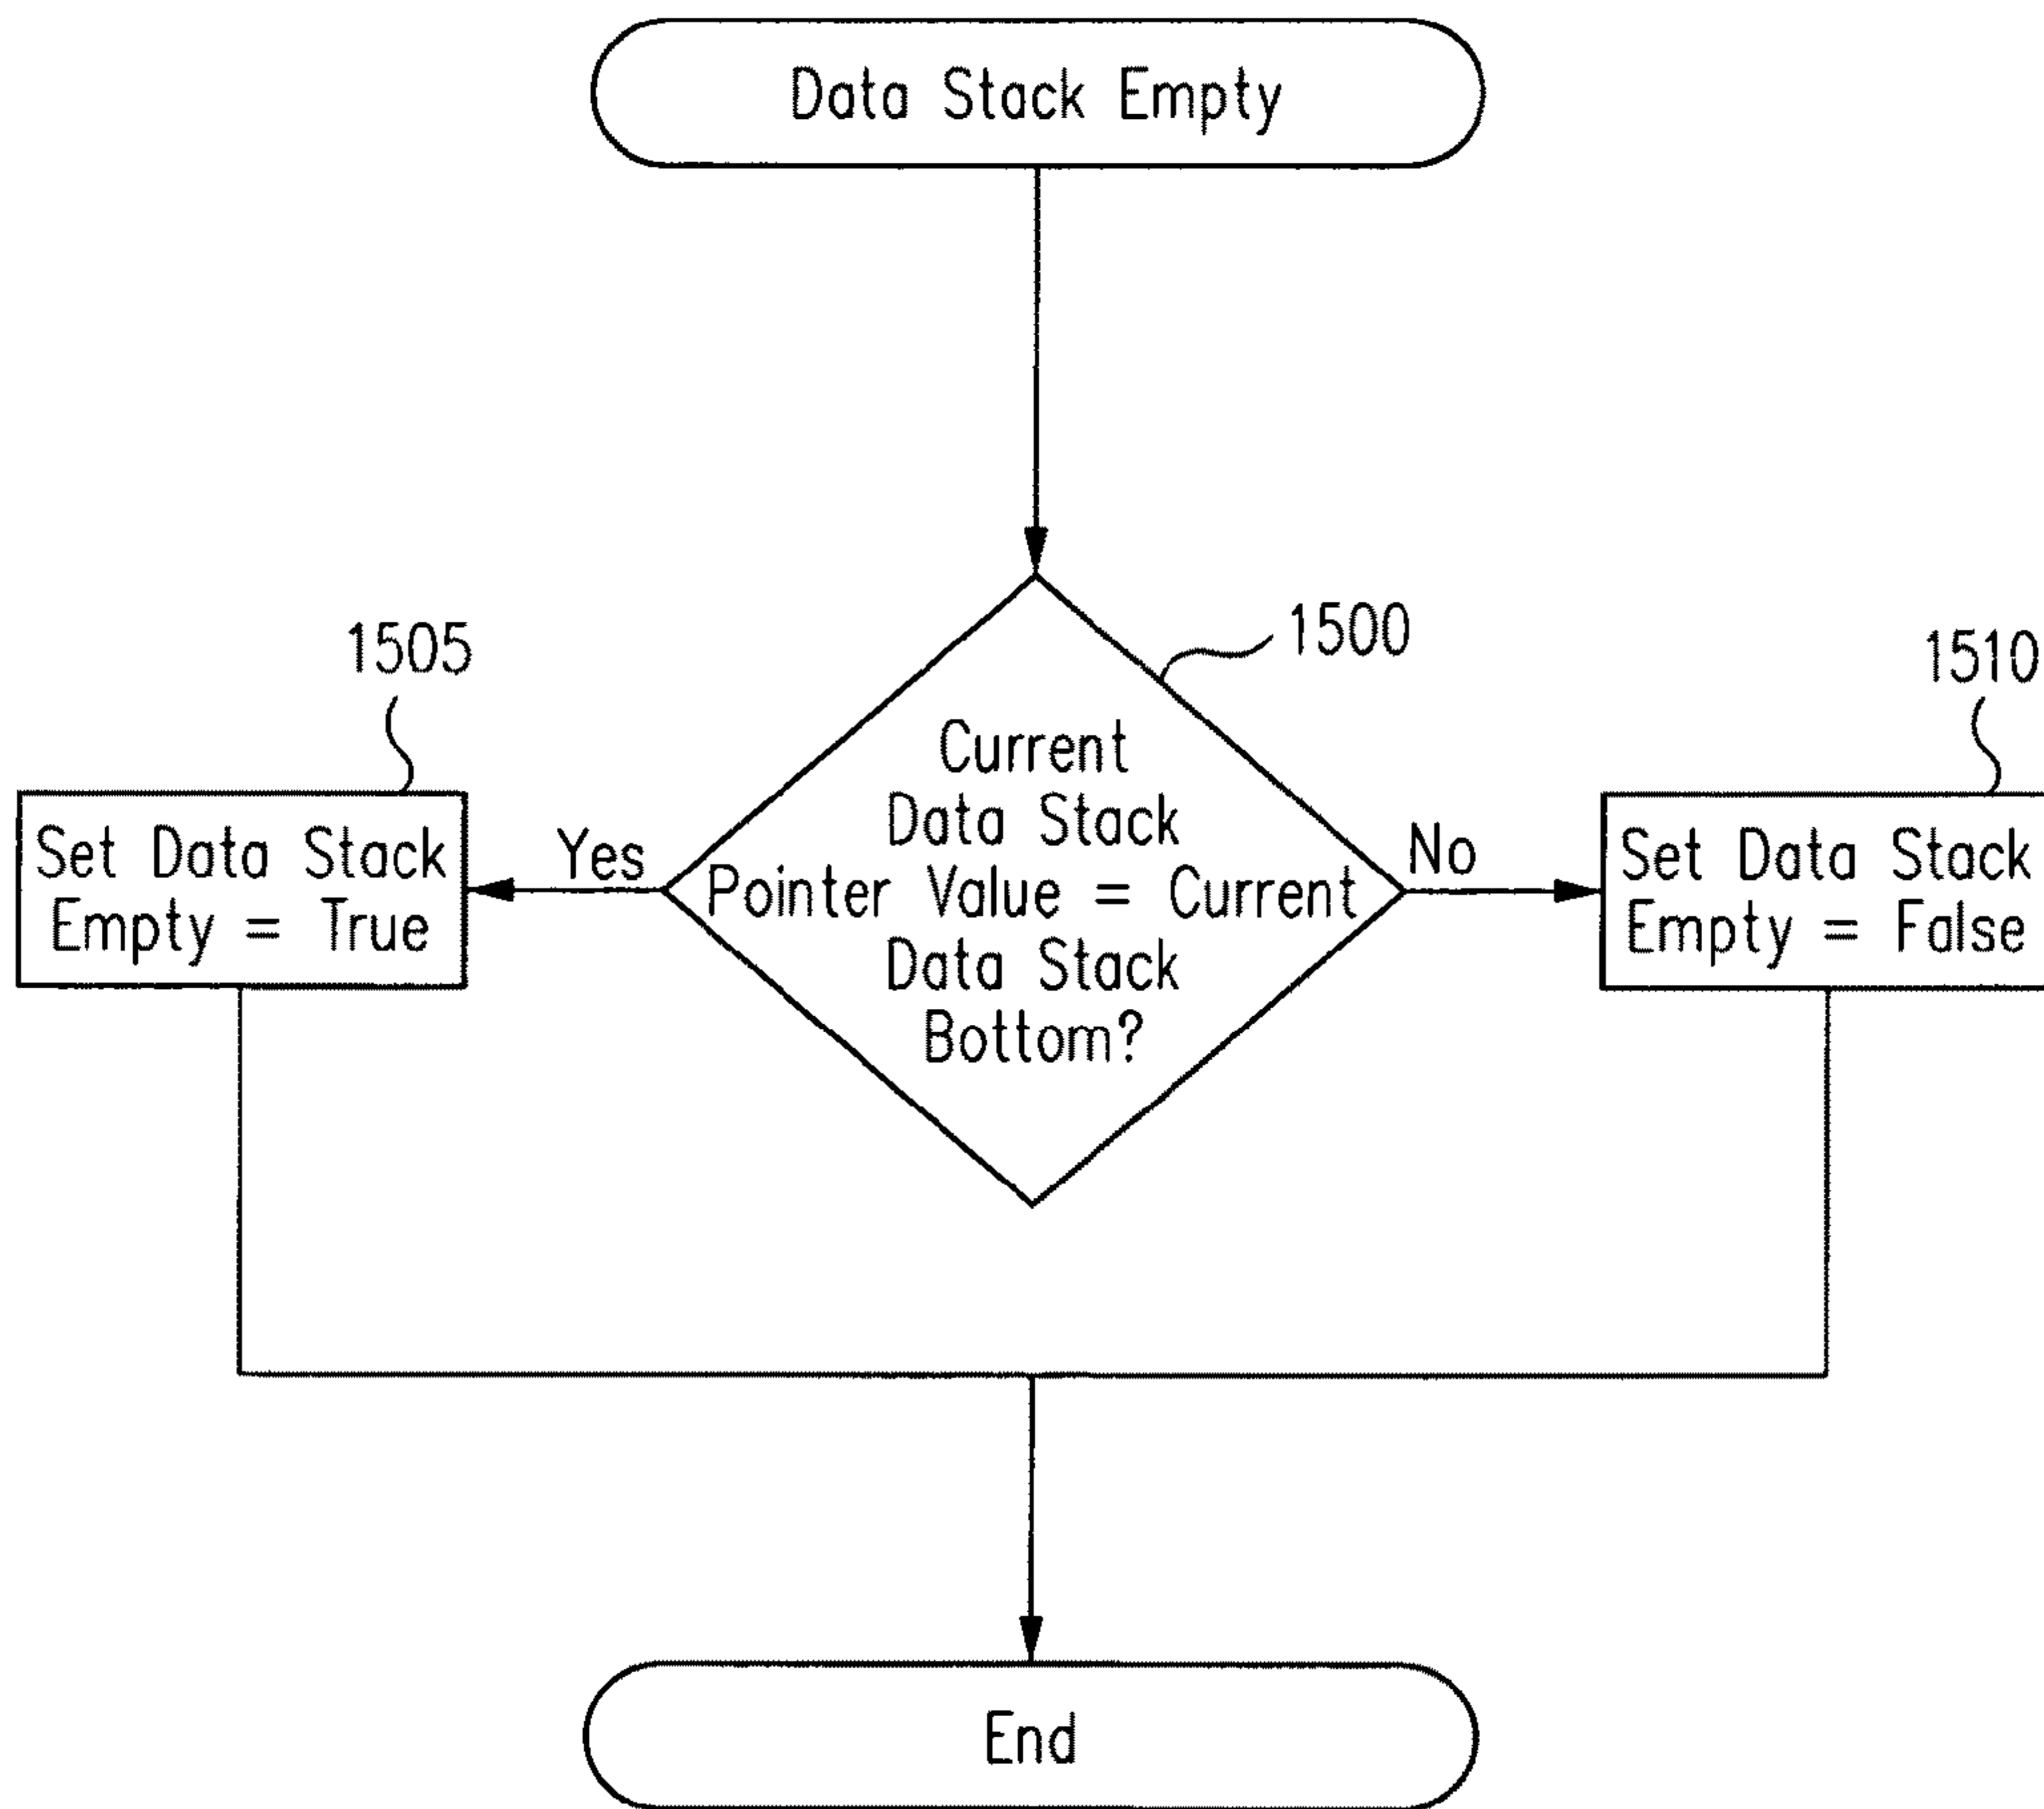 Data Stack Empty
1500
1505
1510
Current
Data Stack
Pointer Value = Current
Data Stack
Bottom?
Yes
No
Set Data Stack
Empty = True
Set Data Stack
Empty = False
End